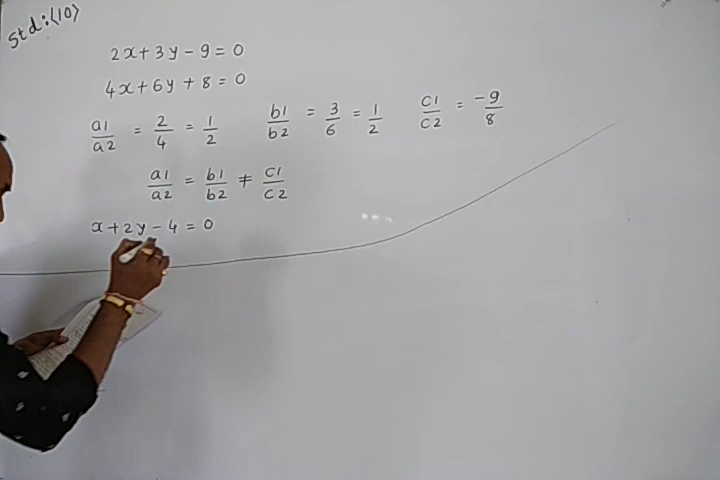 Std:(10)
2x+3y-9=0
4x+6y+8=0
a1/a2 = 2/4 = 1/2 b1/b2 = 3/6 = 1/2 c1/c2 = -9/8
a1/a2 = b1/b2 ≠ c1/c2
x+2y-4=0